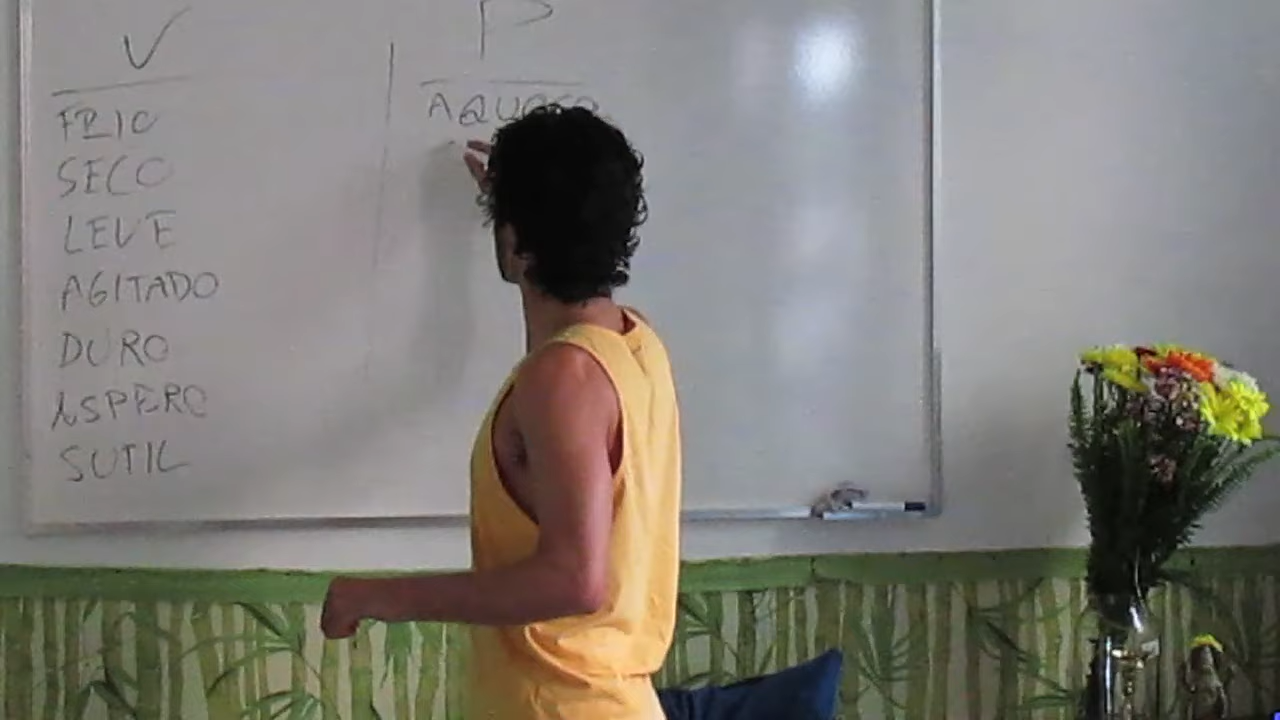 V
FRIO
SECO
LEVE
AGITADO
DURO
ÁSPERO
SUTIL
P
AQUOSO